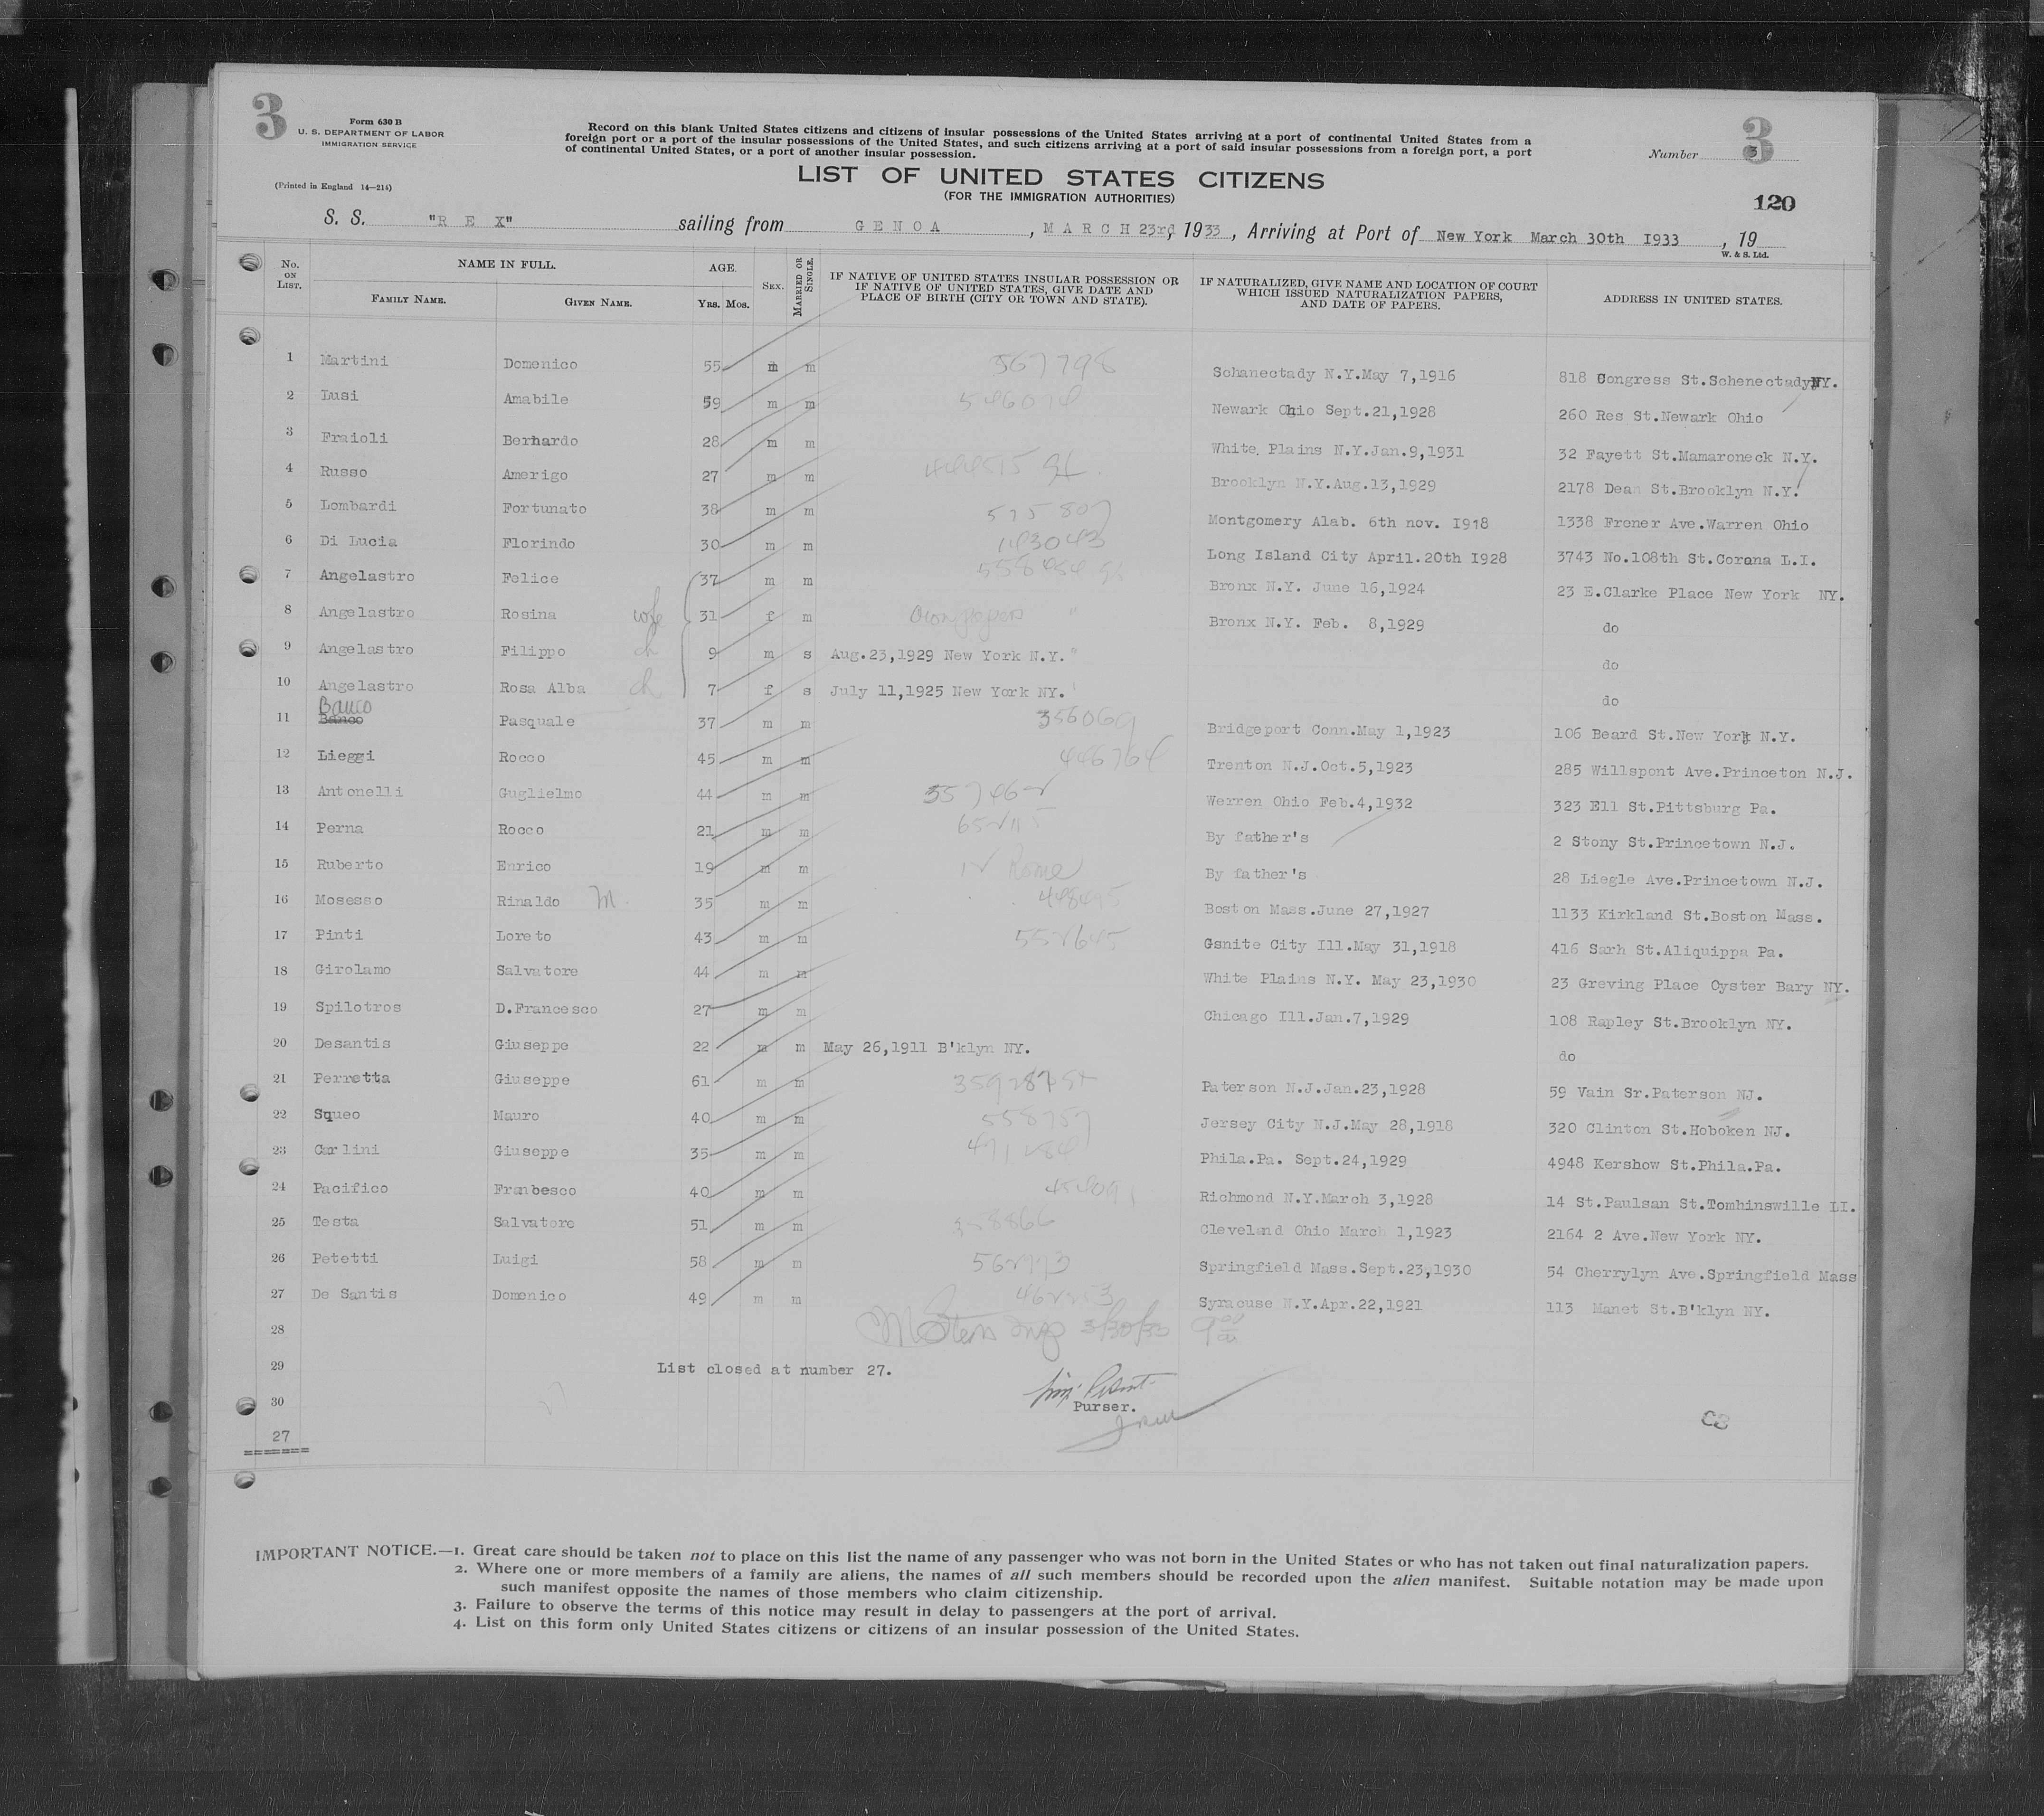 3
Form 630 B
U. S. DEPARTMENT OF LABOR
IMMIGRATION SERVICE
(Printed in England 14—214)
Record on this blank United States citizens and citizens of insular possessions of the United States arriving at a port of continental United States from a
foreign port or a port of the insular possessions of the United States, and such citizens arriving at a port of said insular possessions from a foreign port, a port
of continental United States, or a port of another insular possession.
Number 3
3
LIST OF UNITED STATES CITIZENS
(FOR THE IMMIGRATION AUTHORITIES)
120
S. S. "R E X" sailing from G E N O A , M A R C H 23rd, 1933 , Arriving at Port of New York March 30th 1933 , 19
W. & S. Ltd.
No. ON LIST. NAME IN FULL. AGE. SEX. MARRIED OR SINGLE. IF NATIVE OF UNITED STATES INSULAR POSSESSION OR IF NATIVE OF UNITED STATES, GIVE DATE AND PLACE OF BIRTH (CITY OR TOWN AND STATE). IF NATURALIZED, GIVE NAME AND LOCATION OF COURT WHICH ISSUED NATURALIZATION PAPERS, AND DATE OF PAPERS. ADDRESS IN UNITED STATES.
FAMILY NAME. GIVEN NAME. YRS. MOS.
1 Martini Domenico 55 m m 567798 Schanectady N.Y.May 7,1916 818 Congress St.Schenectady NY.
2 Lusi Amabile 59 m m 546074 Newark Ohio Sept.21,1928 260 Res St.Newark Ohio
3 Fraioli Bernardo 28 m m White Plains N.Y.Jan.9,1931 32 Fayett St.Mamaroneck N.Y.
4 Russo Amerigo 27 m m Brooklyn N.Y.Aug.13,1929 2178 Dean St.Brooklyn N.Y.
5 Lombardi Fortunato 38 m m 575807 Montgomery Alab. 6th nov. I918 1338 Frener Ave.Warren Ohio
6 Di Lucia Florindo 30 m m 143043 Long Island City April.20th I928 3743 No.108th St.Corona L.I.
7 Angelastro Felice 37 m m Bronx N.Y. June 16,1924 23 E.Clarke Place New York NY.
8 Angelastro Rosina wfe 31 f m Own papers " Bronx N.Y. Feb. 8,1929 do
9 Angelastro Filippo ch 9 m s Aug.23,1929 New York N.Y." do
10 Angelastro Rosa Alba ch 7 f s July 11,1925 New York NY. do
Banco
11 Banco Pasquale 37 m m 356069 Bridgeport Conn.May 1,1923 106 Beard St.New York N.Y.
12 Lieggi Rocco 45 m m 446764 Trenton N.J.Oct.5,1923 285 Willspont Ave.Princeton N.J.
13 Antonelli Guglielmo 44 m m Werren Ohio Feb.4,1932 323 Ell St.Pittsburg Pa.
14 Perna Rocco 21 m m By father's 2 Stony St.Princetown N.J.
15 Ruberto Enrico 19 m m Rome By father's 28 Liegle Ave.Princetown N.J.
16 Mosesso Rinaldo M. 35 m m 448495 Boston Mass.June 27,1927 1133 Kirkland St.Boston Mass.
17 Pinti Loreto 43 m m Gsnite City Ill.May 31,1918 416 Sarh St.Aliquippa Pa.
18 Girolamo Salvatore 44 m m White Plains N.Y. May 23,1930 23 Greving Place Oyster Bary NY.
19 Spilotros D.Francesco 27 m m Chicago Ill.Jan.7,1929 108 Rapley St.Brooklyn NY.
20 Desantis Giuseppe 22 m m May 26,1911 B'klyn NY. do
21 Perretta Giuseppe 61 m m Paterson N.J.Jan.23,1928 59 Vain Sr.Paterson NJ.
22 Squeo Mauro 40 m m 558757 Jersey City N.J.May 28,1918 320 Clinton St.Hoboken NJ.
23 Carlini Giuseppe 35 m m Phila.Pa. Sept.24,1929 4948 Kershow St.Phila.Pa.
24 Pacifico Franbesco 40 m m Richmond N.Y.March 3,1928 14 St.Paulsan St.Tomhinswille LI.
25 Testa Salvatore 51 m m 358866 Cleveland Ohio March 1,1923 2164 2 Ave.New York NY.
26 Petetti Luigi 58 m m Springfield Mass.Sept.23,1930 54 Cherrylyn Ave.Springfield Mass
27 De Santis Domenico 49 m m Syracuse N.Y.Apr.22,1921 113 Manet St.B'klyn NY.
28 3/30/33
29 List closed at number 27.
30 Purser.
CB
27
=======
IMPORTANT NOTICE.—1. Great care should be taken not to place on this list the name of any passenger who was not born in the United States or who has not taken out final naturalization papers.
2. Where one or more members of a family are aliens, the names of all such members should be recorded upon the alien manifest. Suitable notation may be made upon
such manifest opposite the names of those members who claim citizenship.
3. Failure to observe the terms of this notice may result in delay to passengers at the port of arrival.
4. List on this form only United States citizens or citizens of an insular possession of the United States.